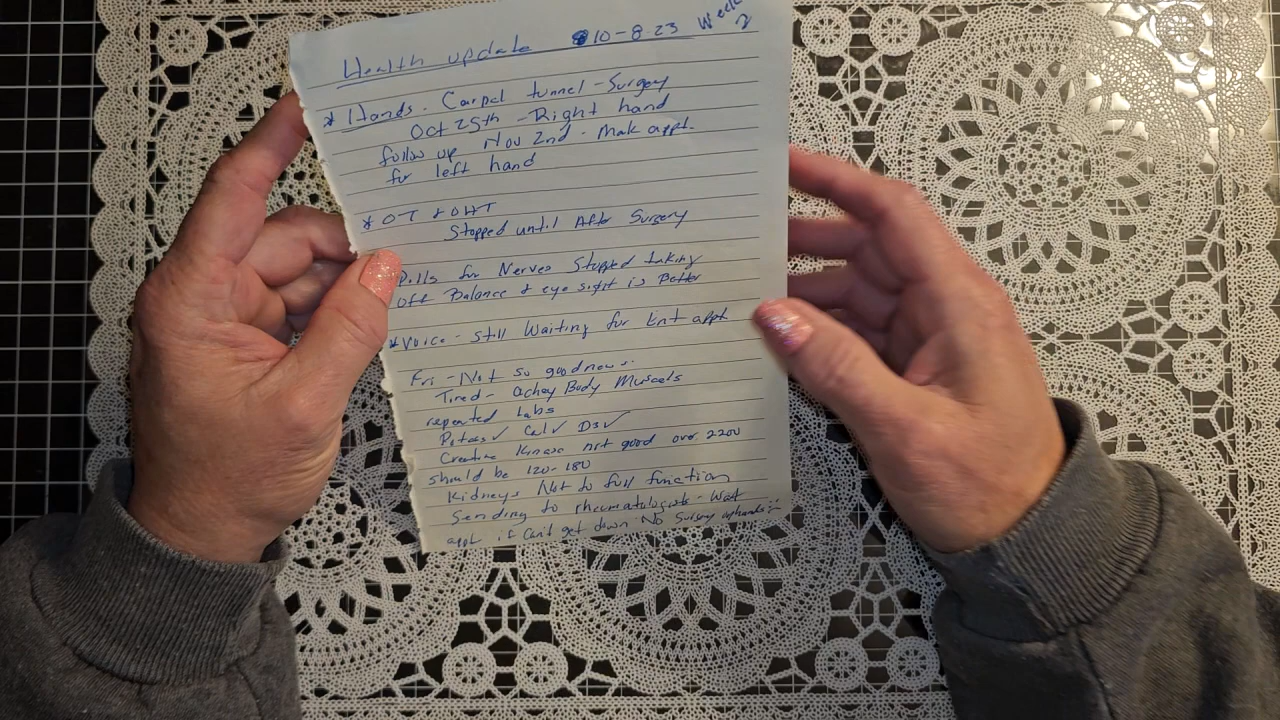 Health update 10-8-23 Week 2
* Hands - Carpal tunnel - Surgery
Oct 25th - Right hand
follow up Nov 2nd - Make appt.
for left hand
* OT & OHT
Stopped until After Surgery
Pills for Nerves Stopped taking
Off Balance & eye sight is Better
* Voice - Still Waiting for Ent appt
Fri - Not so good news.
Tired - achey Body Muscels
repeated labs
Potas✓ Cal✓ D3✓
Creatine Kinase not good over 2200
should be 120-180
Kidneys Not to full function
Sending to rheumatologists - Wait
appt if can't get down No Surgery on hands